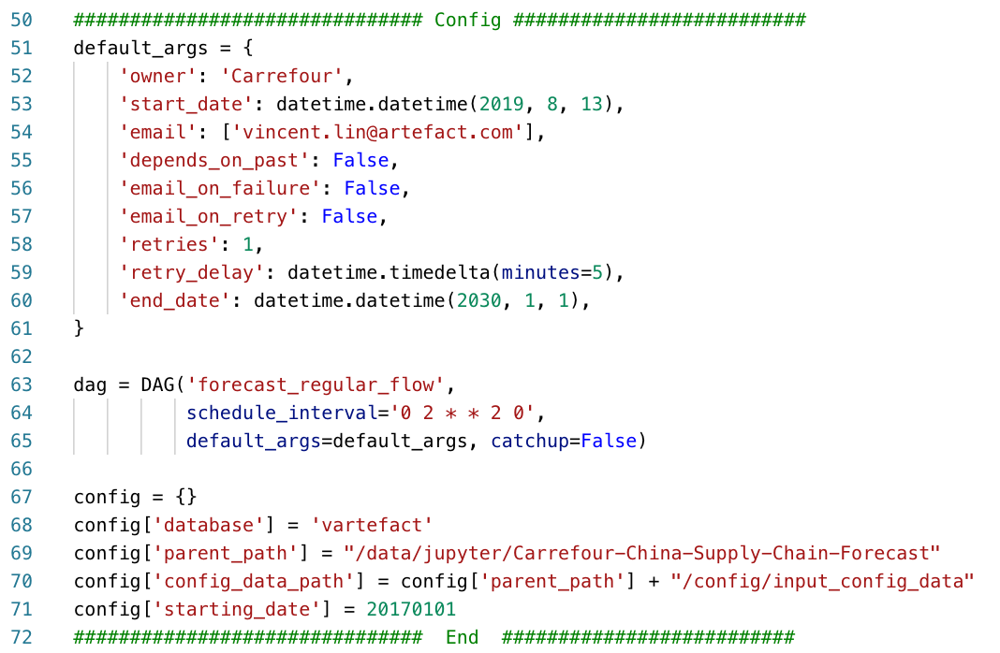 50 ############################### Config ##########################
51 default_args = {
52     'owner': 'Carrefour',
53     'start_date': datetime.datetime(2019, 8, 13),
54     'email': ['vincent.lin@artefact.com'],
55     'depends_on_past': False,
56     'email_on_failure': False,
57     'email_on_retry': False,
58     'retries': 1,
59     'retry_delay': datetime.timedelta(minutes=5),
60     'end_date': datetime.datetime(2030, 1, 1),
61 }
62
63 dag = DAG('forecast_regular_flow',
64           schedule_interval='0 2 * * 2 0',
65           default_args=default_args, catchup=False)
66
67 config = {}
68 config['database'] = 'vartefact'
69 config['parent_path'] = "/data/jupyter/Carrefour-China-Supply-Chain-Forecast"
70 config['config_data_path'] = config['parent_path'] + "/config/input_config_data"
71 config['starting_date'] = 20170101
72 ###############################  End  ##########################